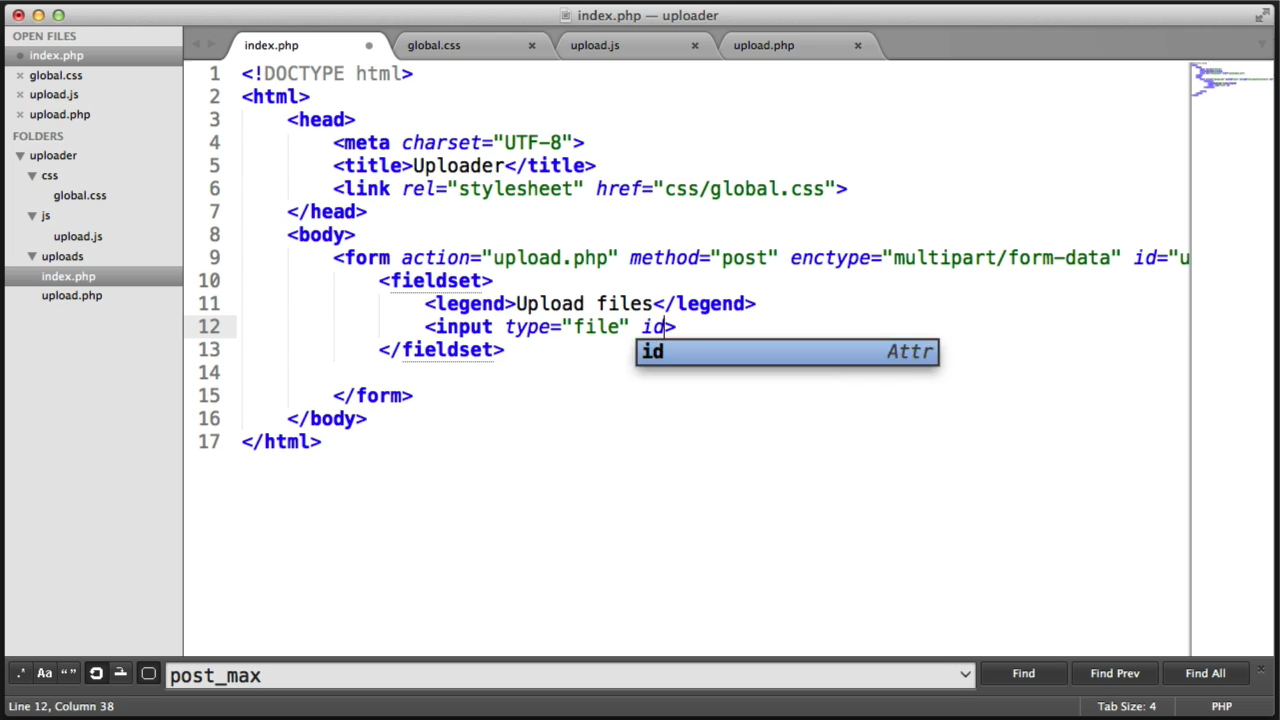 index.php — uploader
OPEN FILES
index.php
global.css
upload.js
upload.php
FOLDERS
uploader
css
global.css
js
upload.js
uploads
index.php
upload.php
index.php
global.css
upload.js
upload.php
1 <!DOCTYPE html>
2 <html>
3 <head>
4 <meta charset="UTF-8">
5 <title>Uploader</title>
6 <link rel="stylesheet" href="css/global.css">
7 </head>
8 <body>
9 <form action="upload.php" method="post" enctype="multipart/form-data" id="u
10 <fieldset>
11 <legend>Upload files</legend>
12 <input type="file" id>
id Attr
13 </fieldset>
14
15 </form>
16 </body>
17 </html>
.* Aa “”
post_max
Find
Find Prev
Find All
Line 12, Column 38
Tab Size: 4
PHP